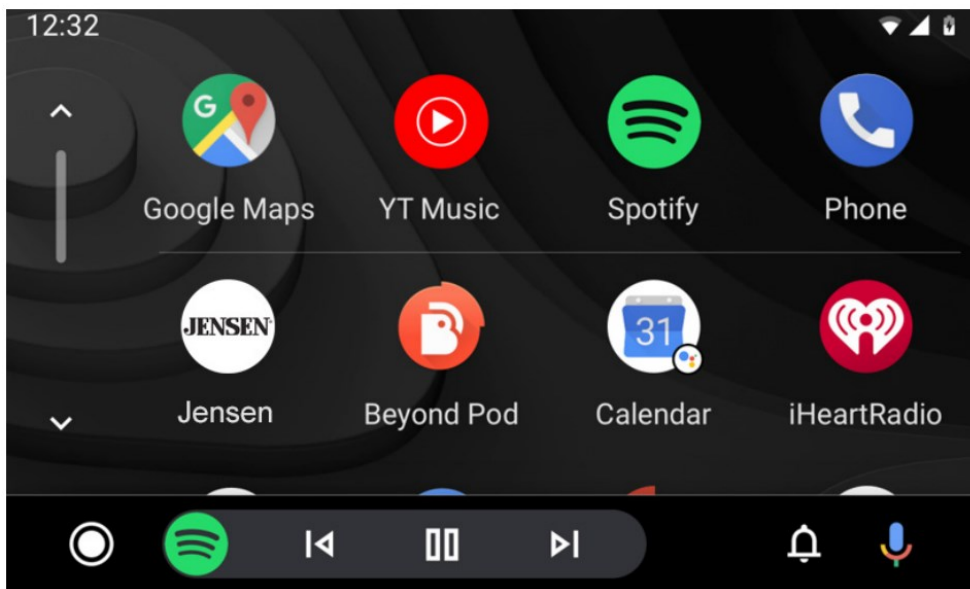 12:32
G
Google Maps YT Music Spotify Phone
JENSEN
31
Jensen Beyond Pod Calendar iHeartRadio